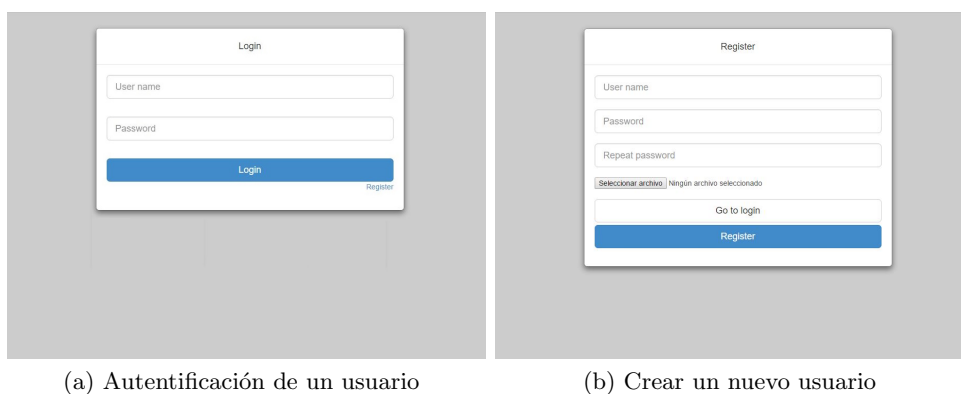 Login
User name
Password
Login
Register
(a) Autentificación de un usuario
Register
User name
Password
Repeat password
Seleccionar archivo Ningún archivo seleccionado
Go to login
Register
(b) Crear un nuevo usuario